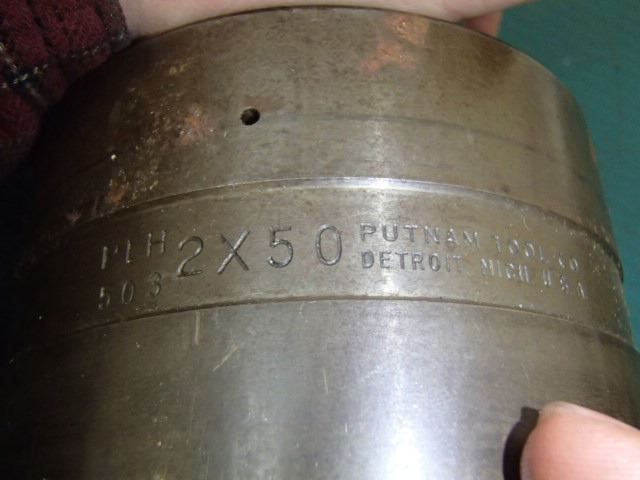 PLH 2X50 PUTNAM TOOL CO
503 DETROIT, MICH. U.S.A.